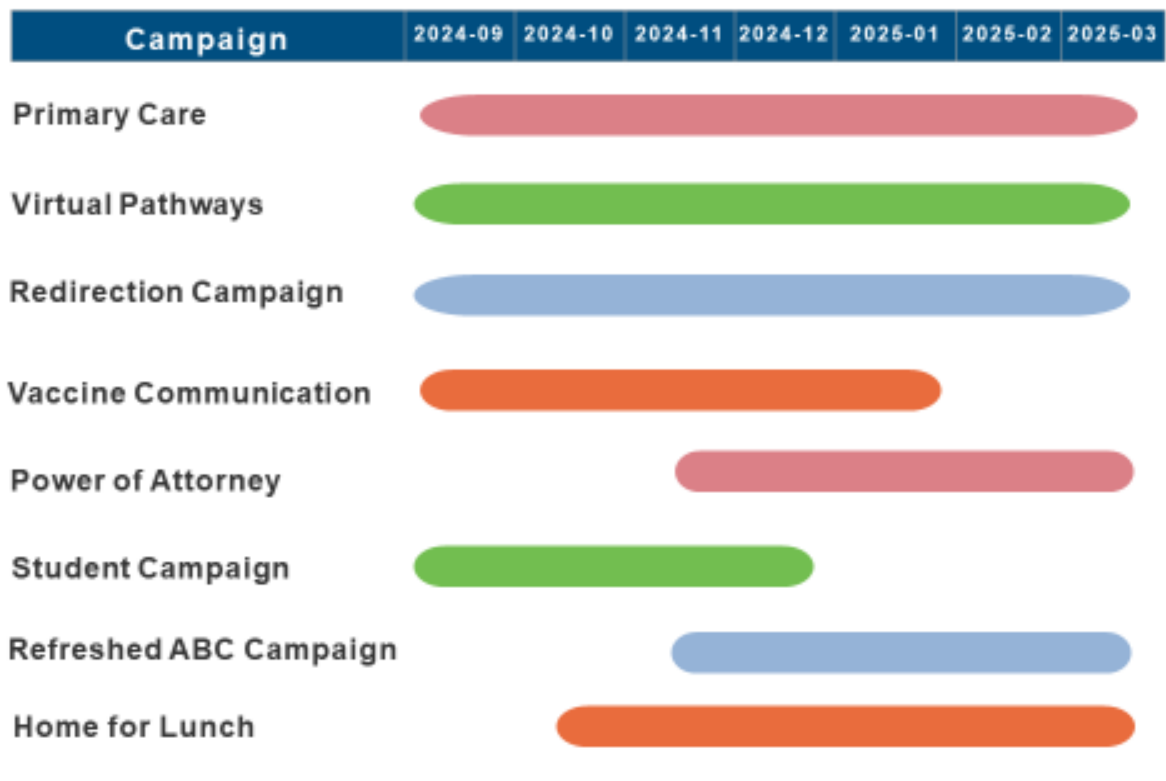 Campaign 2024-09 2024-10 2024-11 2024-12 2025-01 2025-02 2025-03
Primary Care
Virtual Pathways
Redirection Campaign
Vaccine Communication
Power of Attorney
Student Campaign
Refreshed ABC Campaign
Home for Lunch